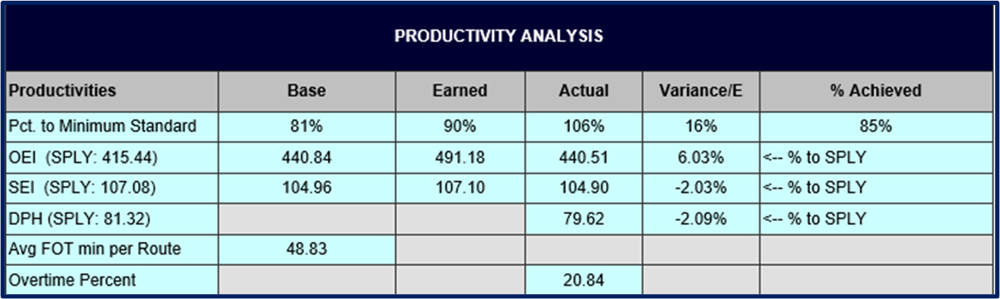 PRODUCTIVITY ANALYSIS
Productivities Base Earned Actual Variance/E % Achieved
Pct. to Minimum Standard 81% 90% 106% 16% 85%
OEI (SPLY: 415.44) 440.84 491.18 440.51 6.03% <-- % to SPLY
SEI (SPLY: 107.08) 104.96 107.10 104.90 -2.03% <-- % to SPLY
DPH (SPLY: 81.32) 79.62 -2.09% <-- % to SPLY
Avg FOT min per Route 48.83
Overtime Percent 20.84